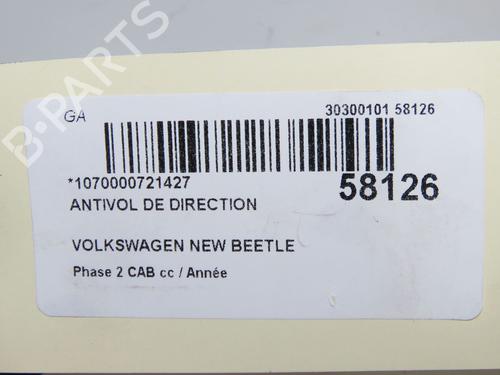 B-PARTS
GA
30300101 58126
*1070000721427
58126
ANTIVOL DE DIRECTION
VOLKSWAGEN NEW BEETLE
Phase 2 CAB cc / Année